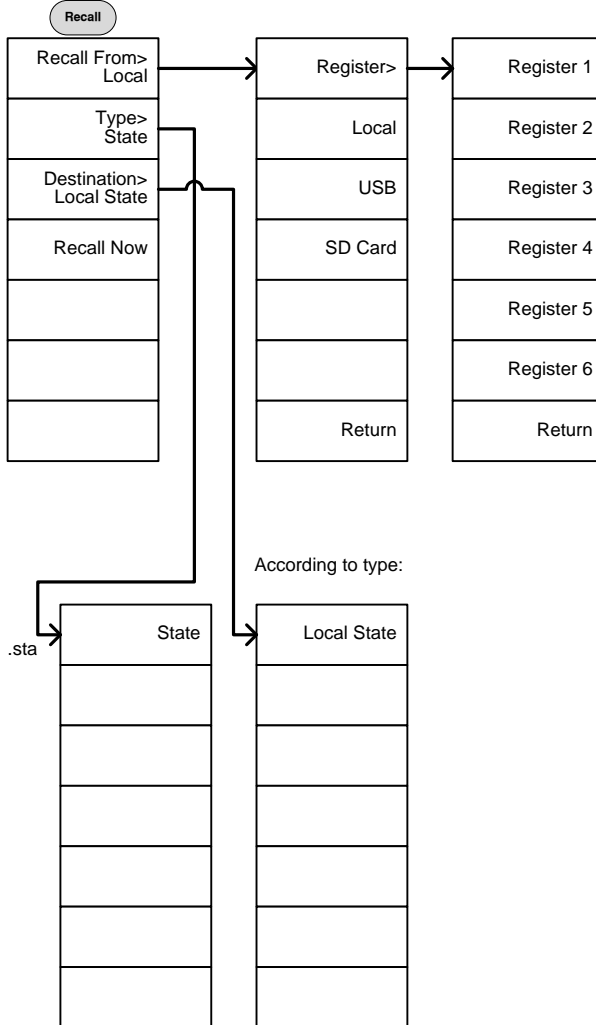 Recall
Recall From>
Local
Type>
State
Destination>
Local State
Recall Now
Register>
Local
USB
SD Card
Return
Register 1
Register 2
Register 3
Register 4
Register 5
Register 6
Return
According to type:
.sta
State
Local State